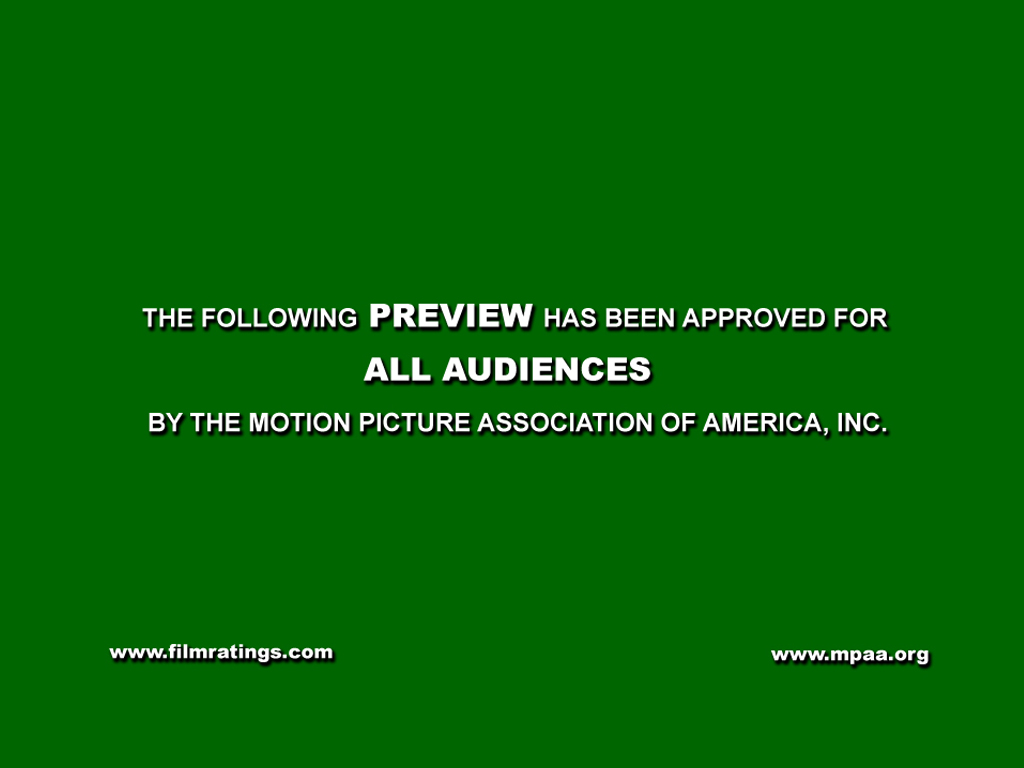 THE FOLLOWING PREVIEW HAS BEEN APPROVED FOR
ALL AUDIENCES
BY THE MOTION PICTURE ASSOCIATION OF AMERICA, INC.
www.filmratings.com
www.mpaa.org